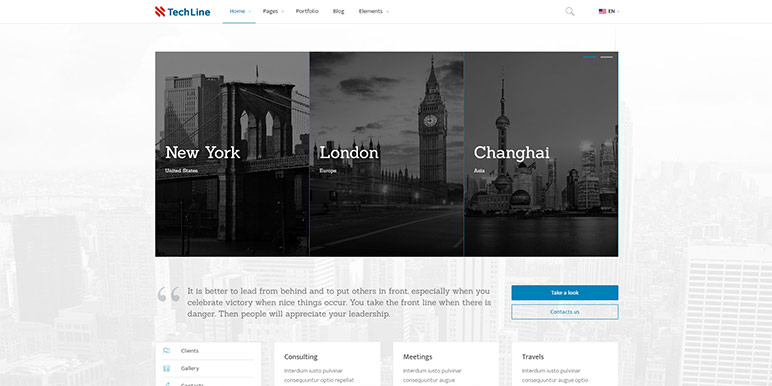 TechLine
Home Pages Portfolio Blog Elements
EN
New York
United States
London
Europe
Changhai
Asia
It is better to lead from behind and to put others in front, especially when you
celebrate victory when nice things occur. You take the front line when there is
danger. Then people will appreciate your leadership.
Take a look
Contacts us
Clients
Gallery
Contacts
Consulting
Interdum iusto pulvinar
consequuntur optio repellat
Meetings
Interdum iusto pulvinar
consequuntur augue
Travels
Interdum iusto pulvinar
consequuntur augue optio